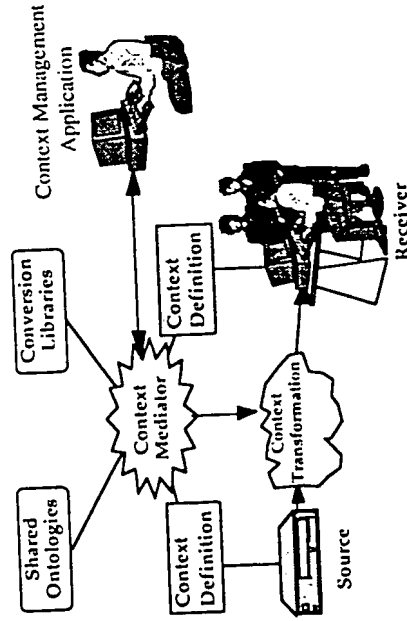 Shared
Ontologies
Conversion
Libraries
Context Management
Application
Context
Mediator
Context
Definition
Context
Definition
Context
Transformation
Source
Receiver